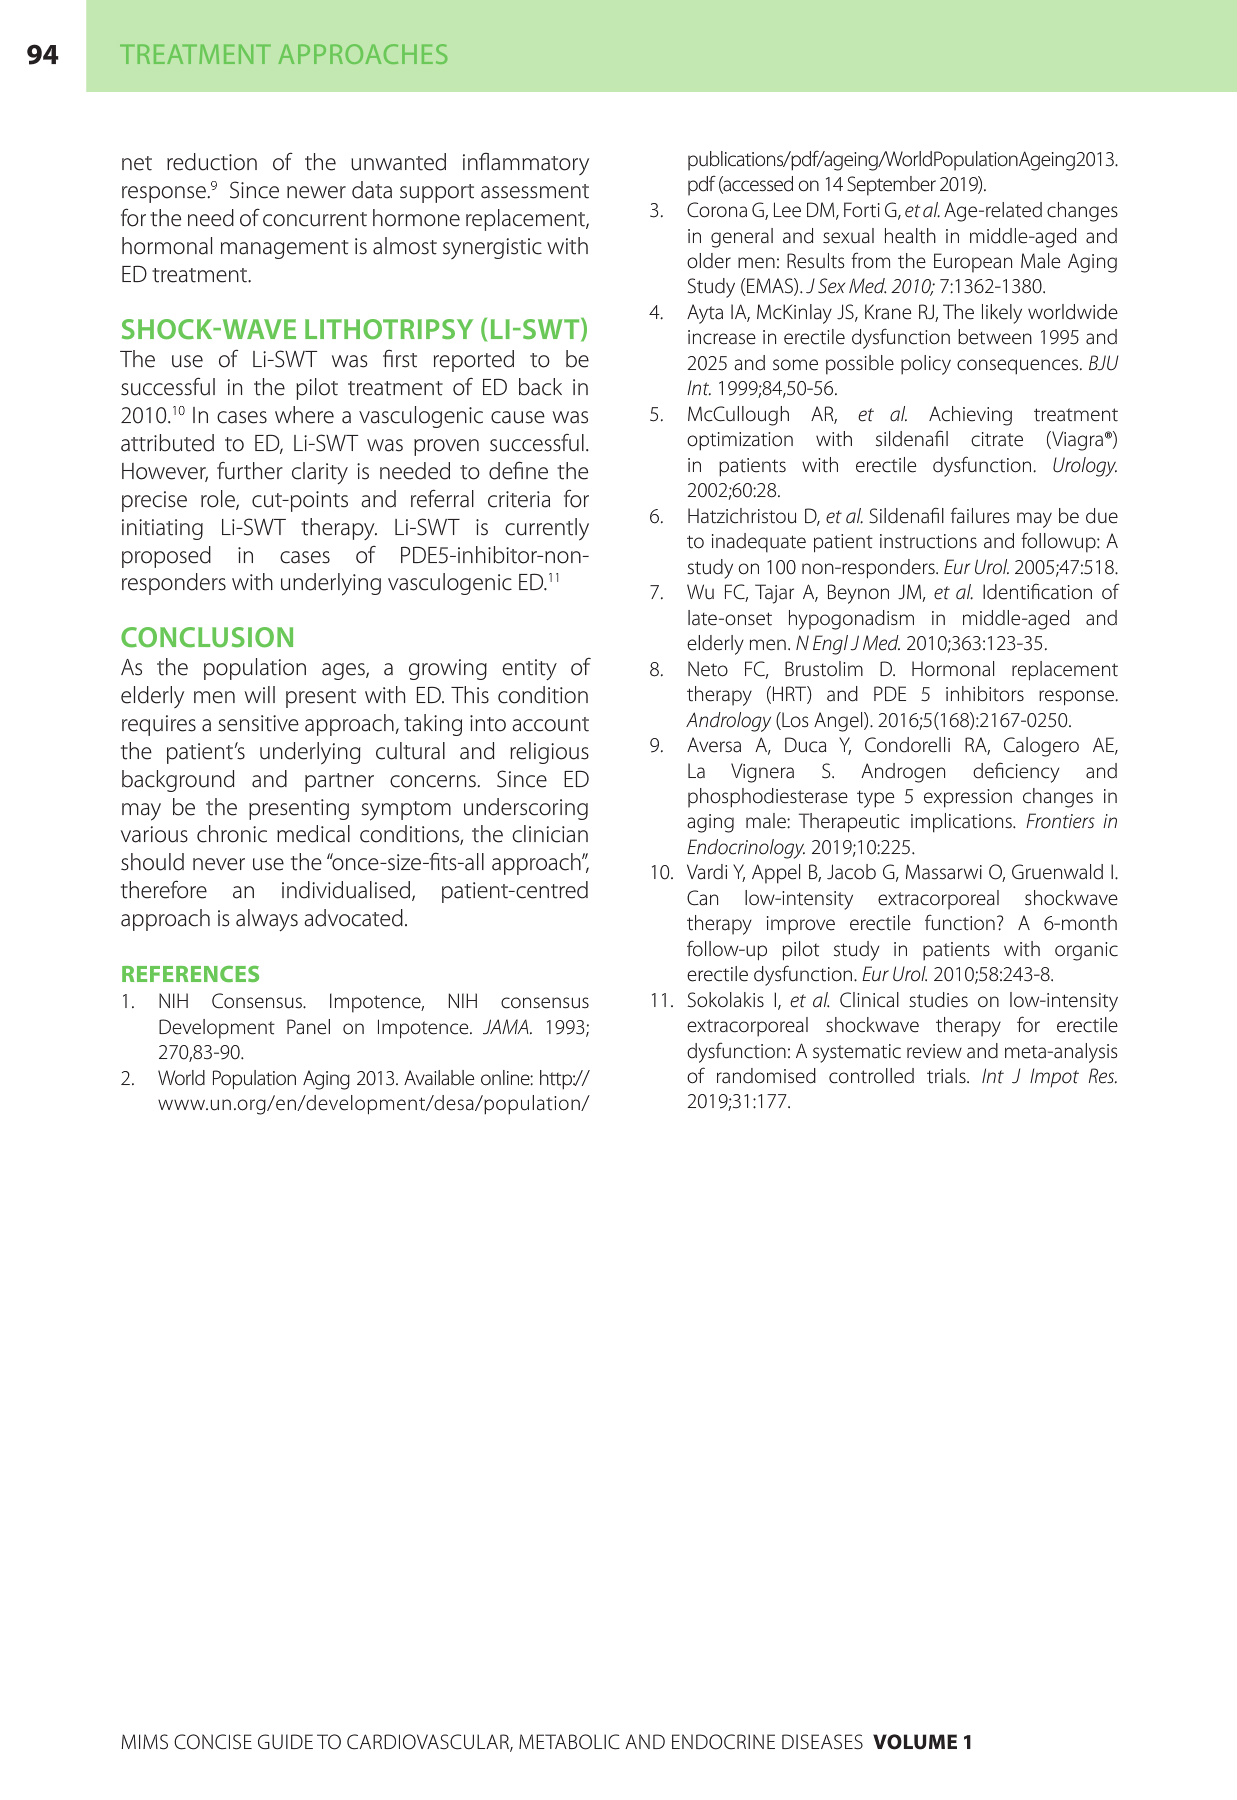 94
TREATMENT APPROACHES
net reduction of the unwanted inflammatory
response.9 Since newer data support assessment
for the need of concurrent hormone replacement,
hormonal management is almost synergistic with
ED treatment.
SHOCK-WAVE LITHOTRIPSY (LI-SWT)
The use of Li-SWT was first reported to be
successful in the pilot treatment of ED back in
2010.10 In cases where a vasculogenic cause was
attributed to ED, Li-SWT was proven successful.
However, further clarity is needed to define the
precise role, cut-points and referral criteria for
initiating Li-SWT therapy. Li-SWT is currently
proposed in cases of PDE5-inhibitor-non-
responders with underlying vasculogenic ED.11
CONCLUSION
As the population ages, a growing entity of
elderly men will present with ED. This condition
requires a sensitive approach, taking into account
the patient’s underlying cultural and religious
background and partner concerns. Since ED
may be the presenting symptom underscoring
various chronic medical conditions, the clinician
should never use the “once-size-fits-all approach”,
therefore an individualised, patient-centred
approach is always advocated.
REFERENCES
1. NIH Consensus. Impotence, NIH consensus
Development Panel on Impotence. JAMA. 1993;
270,83-90.
2. World Population Aging 2013. Available online: http://
www.un.org/en/development/desa/population/
publications/pdf/ageing/WorldPopulationAgeing2013.
pdf (accessed on 14 September 2019).
3. Corona G, Lee DM, Forti G, et al. Age-related changes
in general and sexual health in middle-aged and
older men: Results from the European Male Aging
Study (EMAS). J Sex Med. 2010; 7:1362-1380.
4. Ayta IA, McKinlay JS, Krane RJ, The likely worldwide
increase in erectile dysfunction between 1995 and
2025 and some possible policy consequences. BJU
Int. 1999;84,50-56.
5. McCullough AR, et al. Achieving treatment
optimization with sildenafil citrate (Viagra®)
in patients with erectile dysfunction. Urology.
2002;60:28.
6. Hatzichristou D, et al. Sildenafil failures may be due
to inadequate patient instructions and followup: A
study on 100 non-responders. Eur Urol. 2005;47:518.
7. Wu FC, Tajar A, Beynon JM, et al. Identification of
late-onset hypogonadism in middle-aged and
elderly men. N Engl J Med. 2010;363:123-35.
8. Neto FC, Brustolim D. Hormonal replacement
therapy (HRT) and PDE 5 inhibitors response.
Andrology (Los Angel). 2016;5(168):2167-0250.
9. Aversa A, Duca Y, Condorelli RA, Calogero AE,
La Vignera S. Androgen deficiency and
phosphodiesterase type 5 expression changes in
aging male: Therapeutic implications. Frontiers in
Endocrinology. 2019;10:225.
10. Vardi Y, Appel B, Jacob G, Massarwi O, Gruenwald I.
Can low-intensity extracorporeal shockwave
therapy improve erectile function? A 6-month
follow-up pilot study in patients with organic
erectile dysfunction. Eur Urol. 2010;58:243-8.
11. Sokolakis I, et al. Clinical studies on low-intensity
extracorporeal shockwave therapy for erectile
dysfunction: A systematic review and meta-analysis
of randomised controlled trials. Int J Impot Res.
2019;31:177.
MIMS CONCISE GUIDE TO CARDIOVASCULAR, METABOLIC AND ENDOCRINE DISEASES VOLUME 1